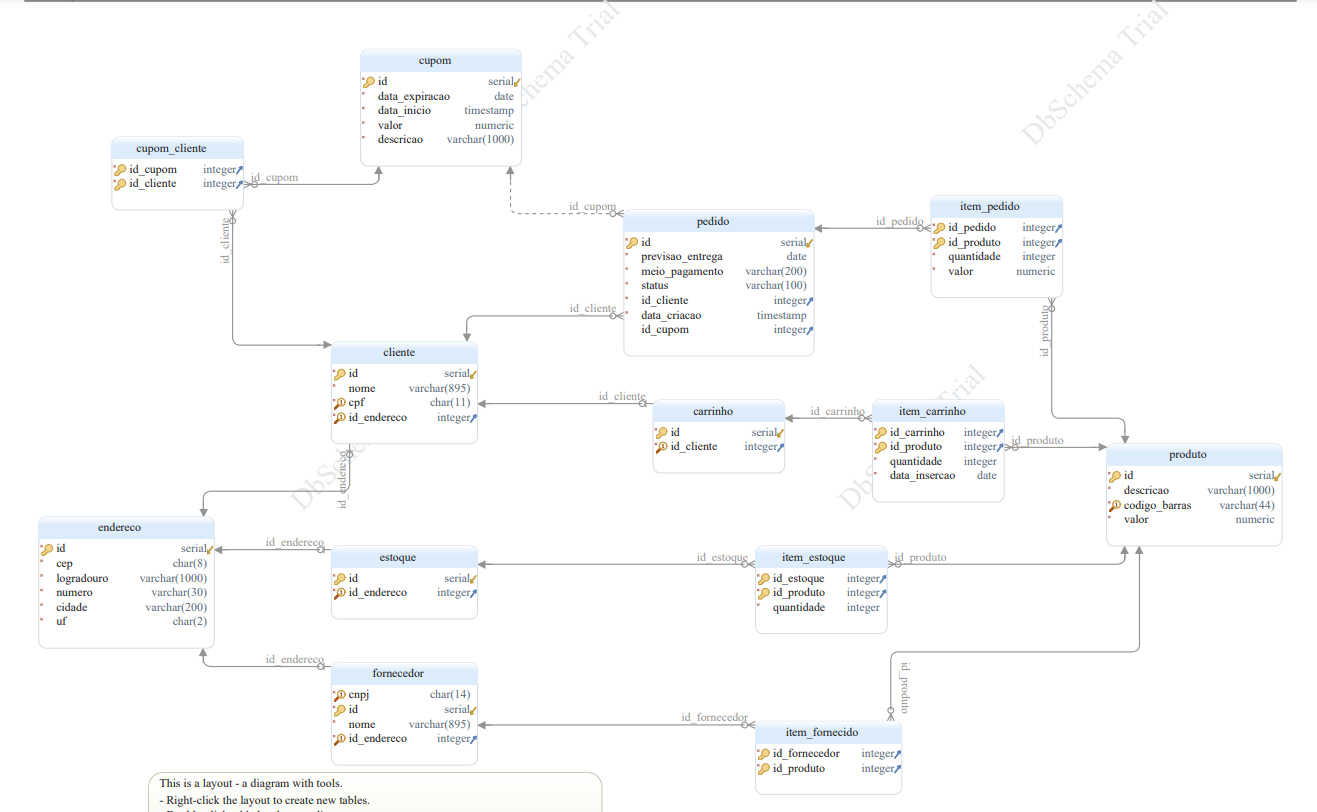 DbSchema Trial
DbSchema Trial
cupom
id serial
data_expiracao date
data_inicio timestamp
valor numeric
descricao varchar(1000)
cupom_cliente
id_cupom integer
id_cliente integer
id_cupom
id_cliente
id_cupom
pedido
id serial
previsao_entrega date
meio_pagamento varchar(200)
status varchar(100)
id_cliente integer
data_criacao timestamp
id_cupom integer
id_pedido
item_pedido
id_pedido integer
id_produto integer
quantidade integer
valor numeric
id_produto
id_cliente
cliente
id serial
nome varchar(895)
cpf char(11)
id_endereco integer
id_cliente
carrinho
id serial
id_cliente integer
id_carrinho
item_carrinho
id_carrinho integer
id_produto integer
quantidade integer
data_insercao date
id_produto
DbSchema Trial
DbSchema Trial
produto
id serial
descricao varchar(1000)
codigo_barras varchar(44)
valor numeric
id_endereco
endereco
id serial
cep char(8)
logradouro varchar(1000)
numero varchar(30)
cidade varchar(200)
uf char(2)
id_endereco
estoque
id serial
id_endereco integer
id_estoque
item_estoque
id_estoque integer
id_produto integer
quantidade integer
id_produto
id_endereco
fornecedor
cnpj char(14)
id serial
nome varchar(895)
id_endereco integer
id_fornecedor
item_fornecido
id_fornecedor integer
id_produto integer
id_produto
This is a layout - a diagram with tools.
- Right-click the layout to create new tables.